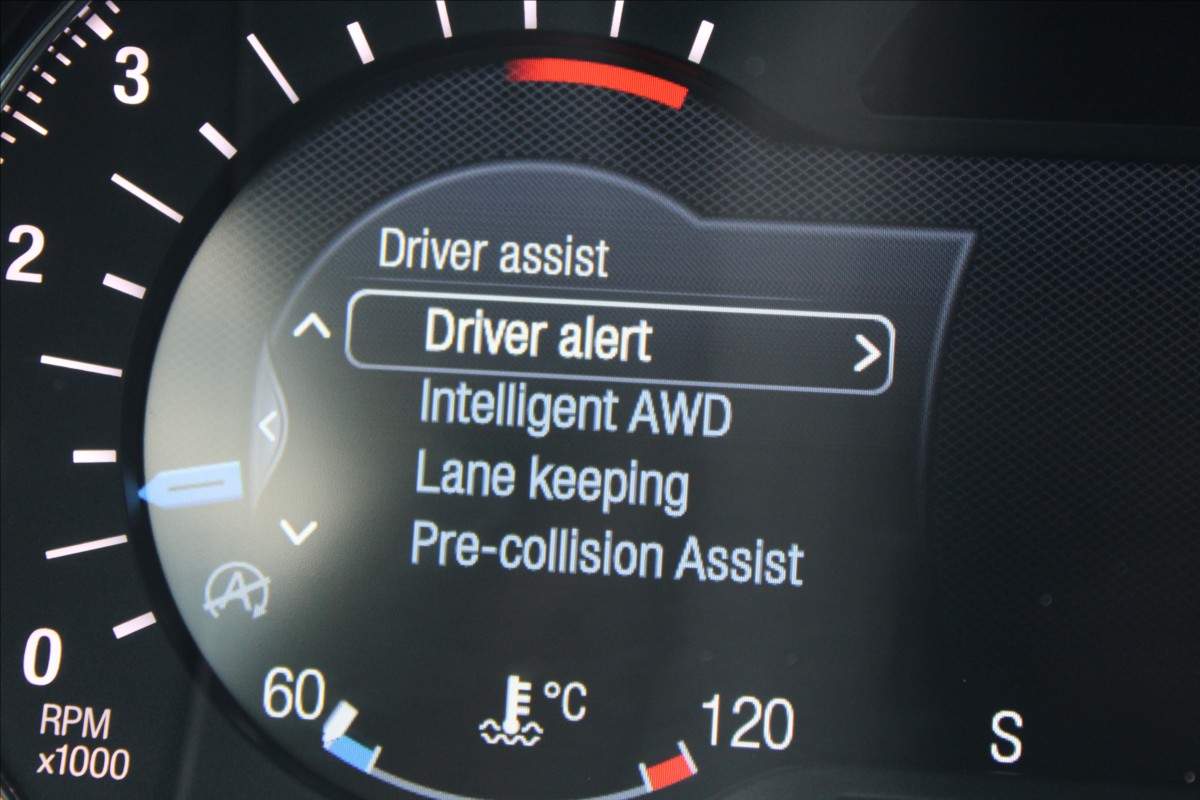 3
2
Driver assist
Driver alert
Intelligent AWD
Lane keeping
Pre-collision Assist
A
0
RPM
x1000
60
°C
120
S